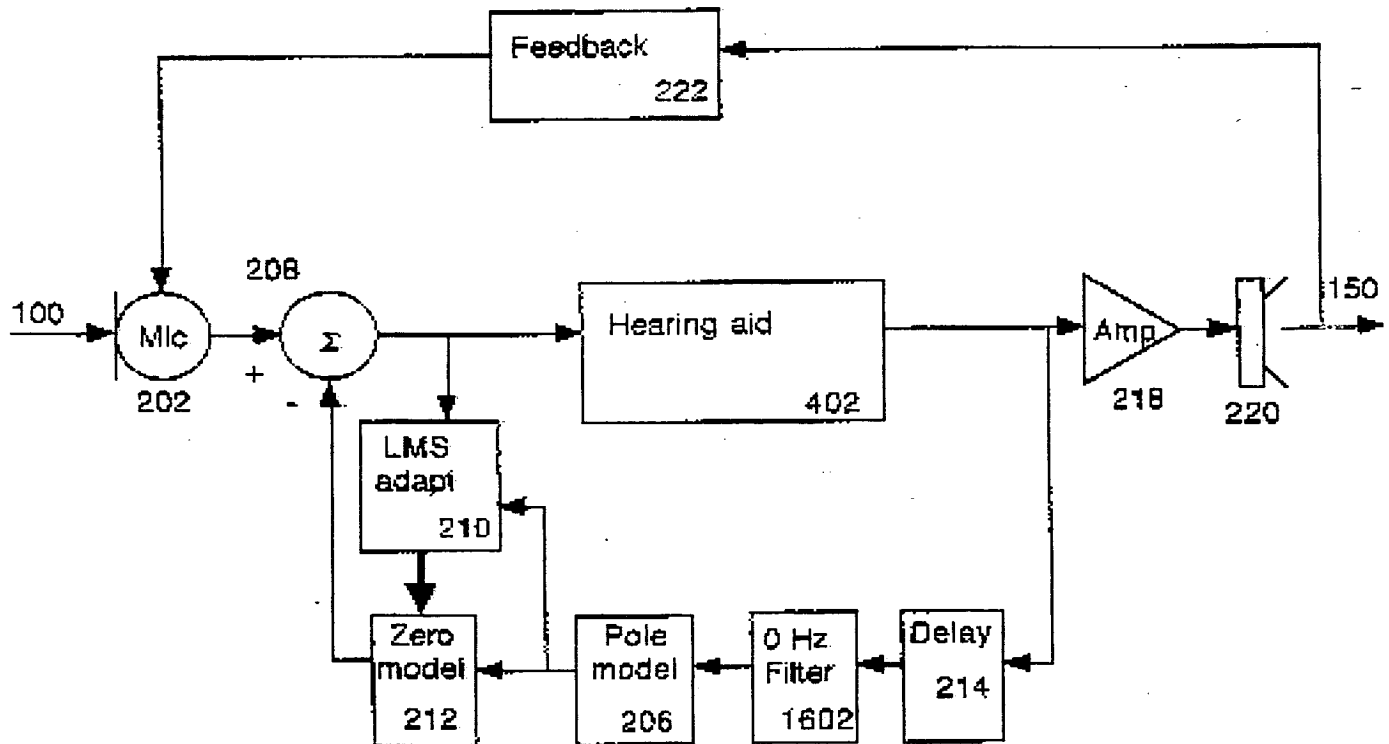 Feedback
222
208
100
Mic
Σ
Hearing aid
Amp
150
+
-
202
402
218
220
LMS
adapt
210
Zero
model
212
Pole
model
206
0 Hz
Filter
1602
Delay
214